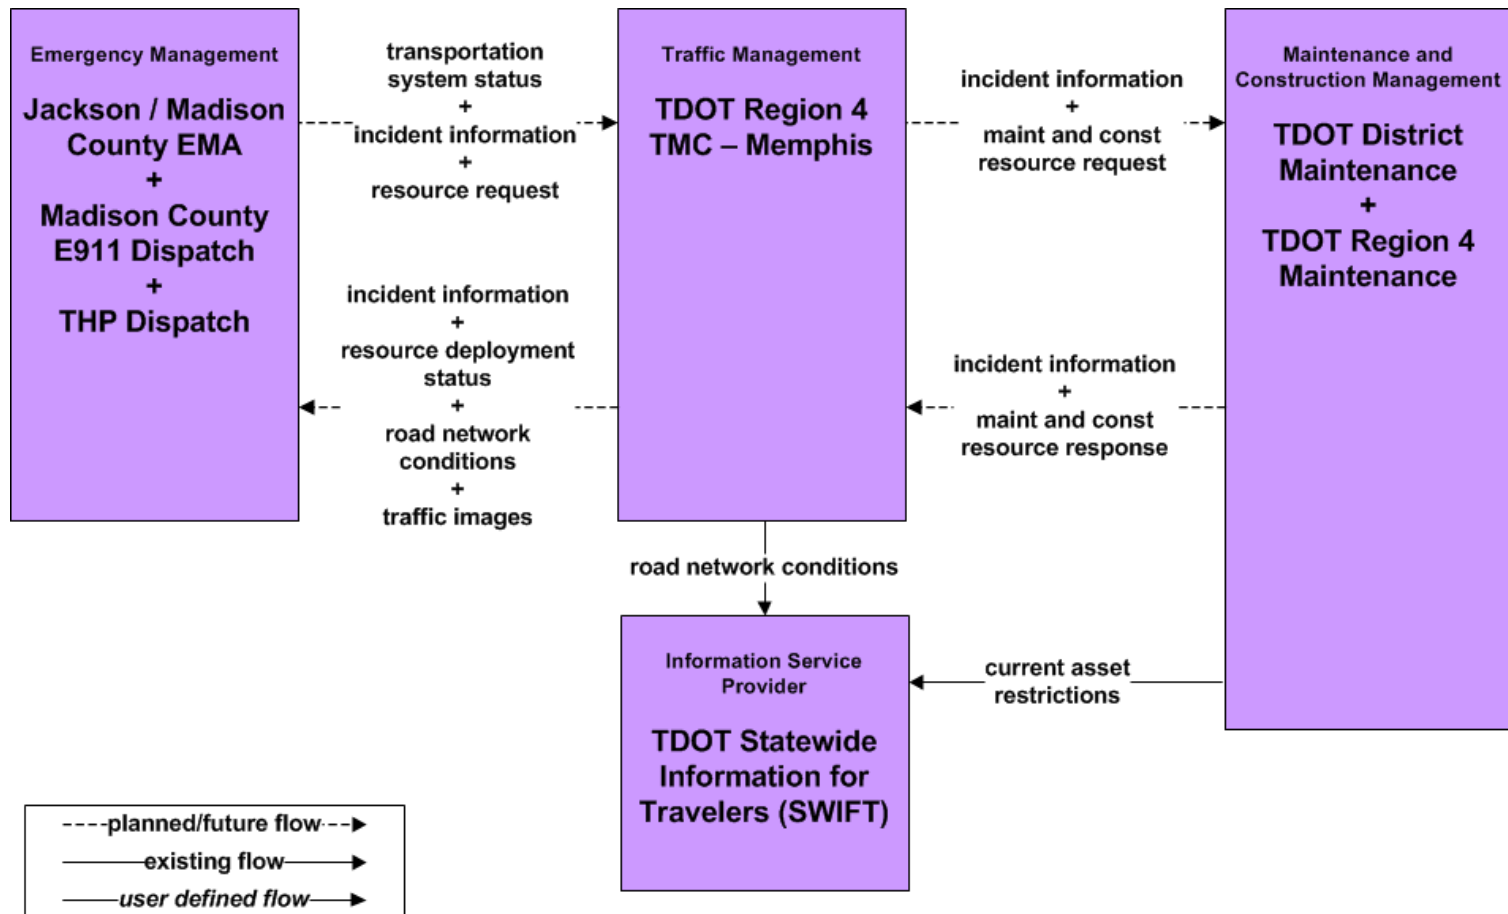 Emergency Management
Jackson / Madison
County EMA
+
Madison County
E911 Dispatch
+
THP Dispatch
transportation
system status
+
incident information
+
resource request
incident information
+
resource deployment
status
+
road network
conditions
+
traffic images
Traffic Management
TDOT Region 4
TMC – Memphis
incident information
+
maint and const
resource request
incident information
+
maint and const
resource response
Maintenance and
Construction Management
TDOT District
Maintenance
+
TDOT Region 4
Maintenance
road network conditions
Information Service
Provider
TDOT Statewide
Information for
Travelers (SWIFT)
current asset
restrictions
planned/future flow
existing flow
user defined flow